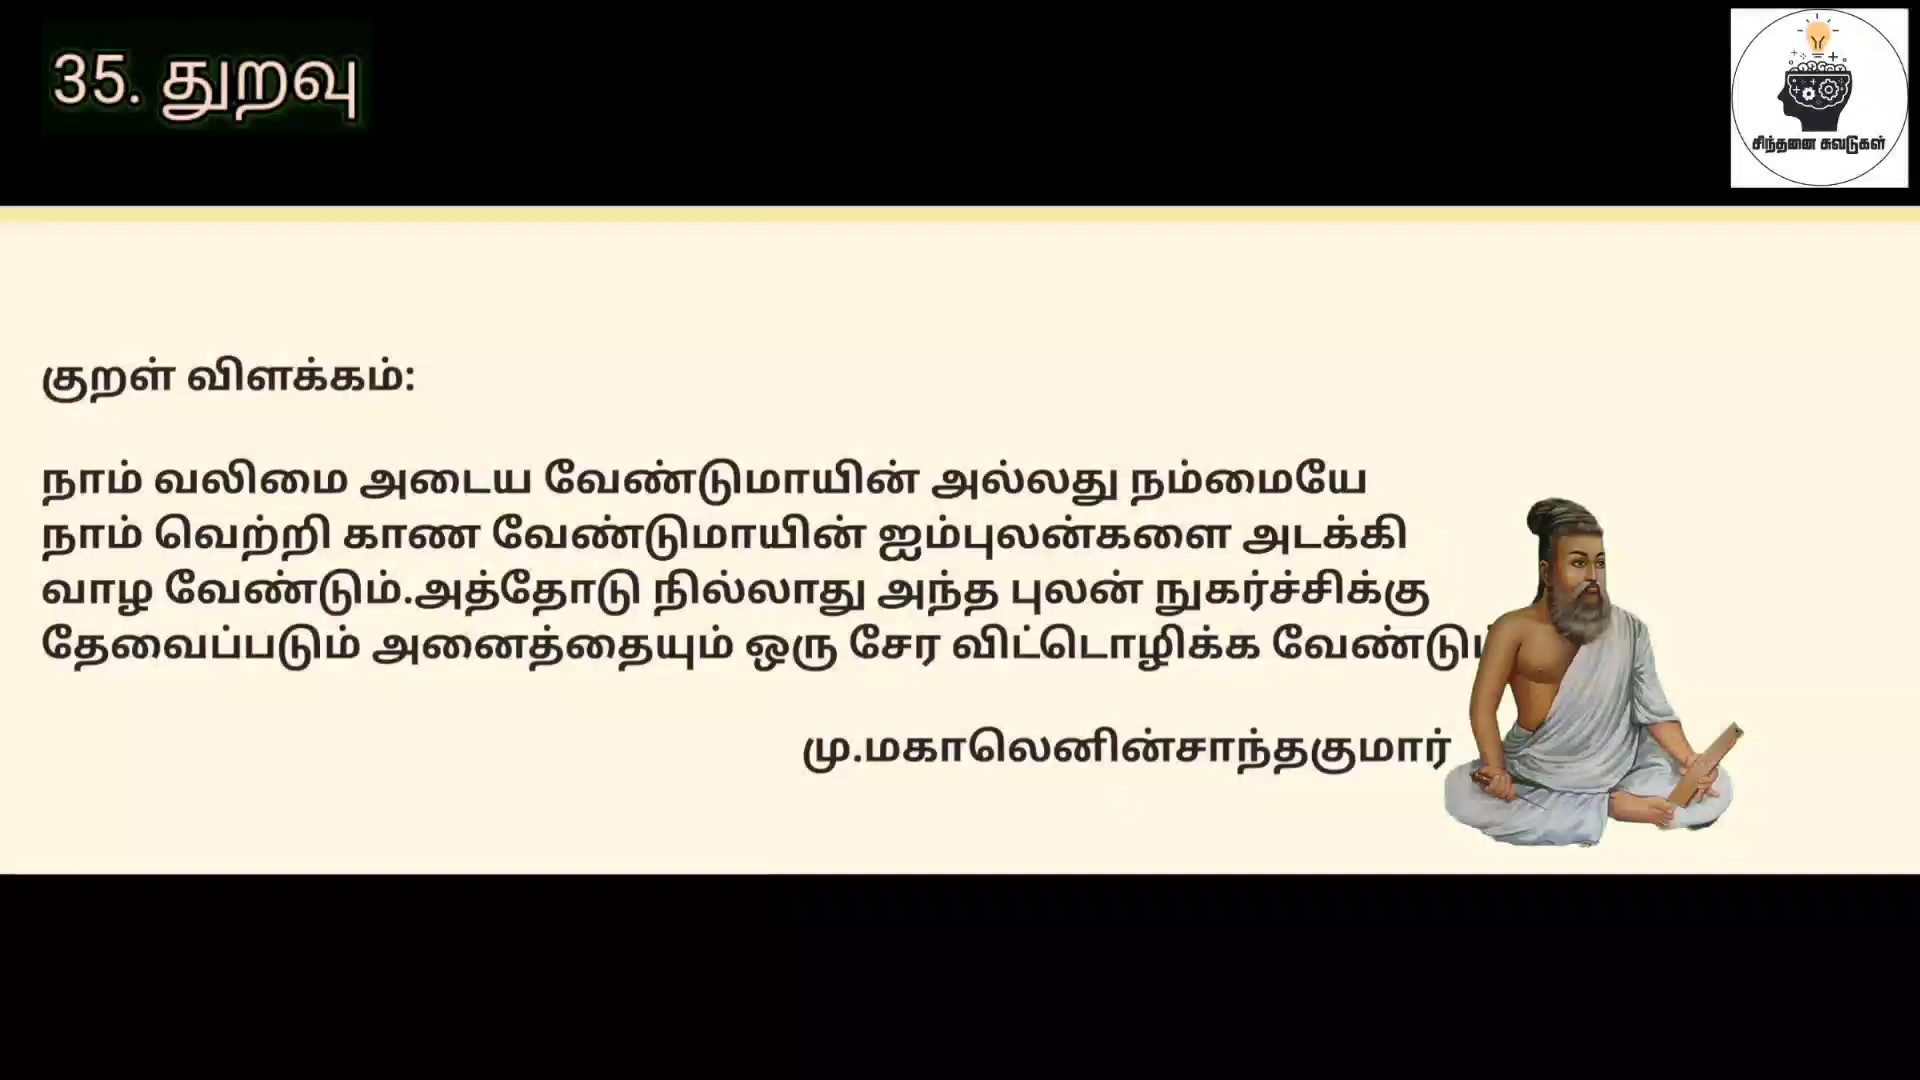 35. துறவு
சிந்தனை சுவடுகள்
குறள் விளக்கம்:
நாம் வலிமை அடைய வேண்டுமாயின் அல்லது நம்மையே
நாம் வெற்றி காண வேண்டுமாயின் ஐம்புலன்களை அடக்கி
வாழ வேண்டும்.அத்தோடு நில்லாது அந்த புலன் நுகர்ச்சிக்கு
தேவைப்படும் அனைத்தையும் ஒரு சேர விட்டொழிக்க
மு.மகாலெனின்சாந்தகுமார்